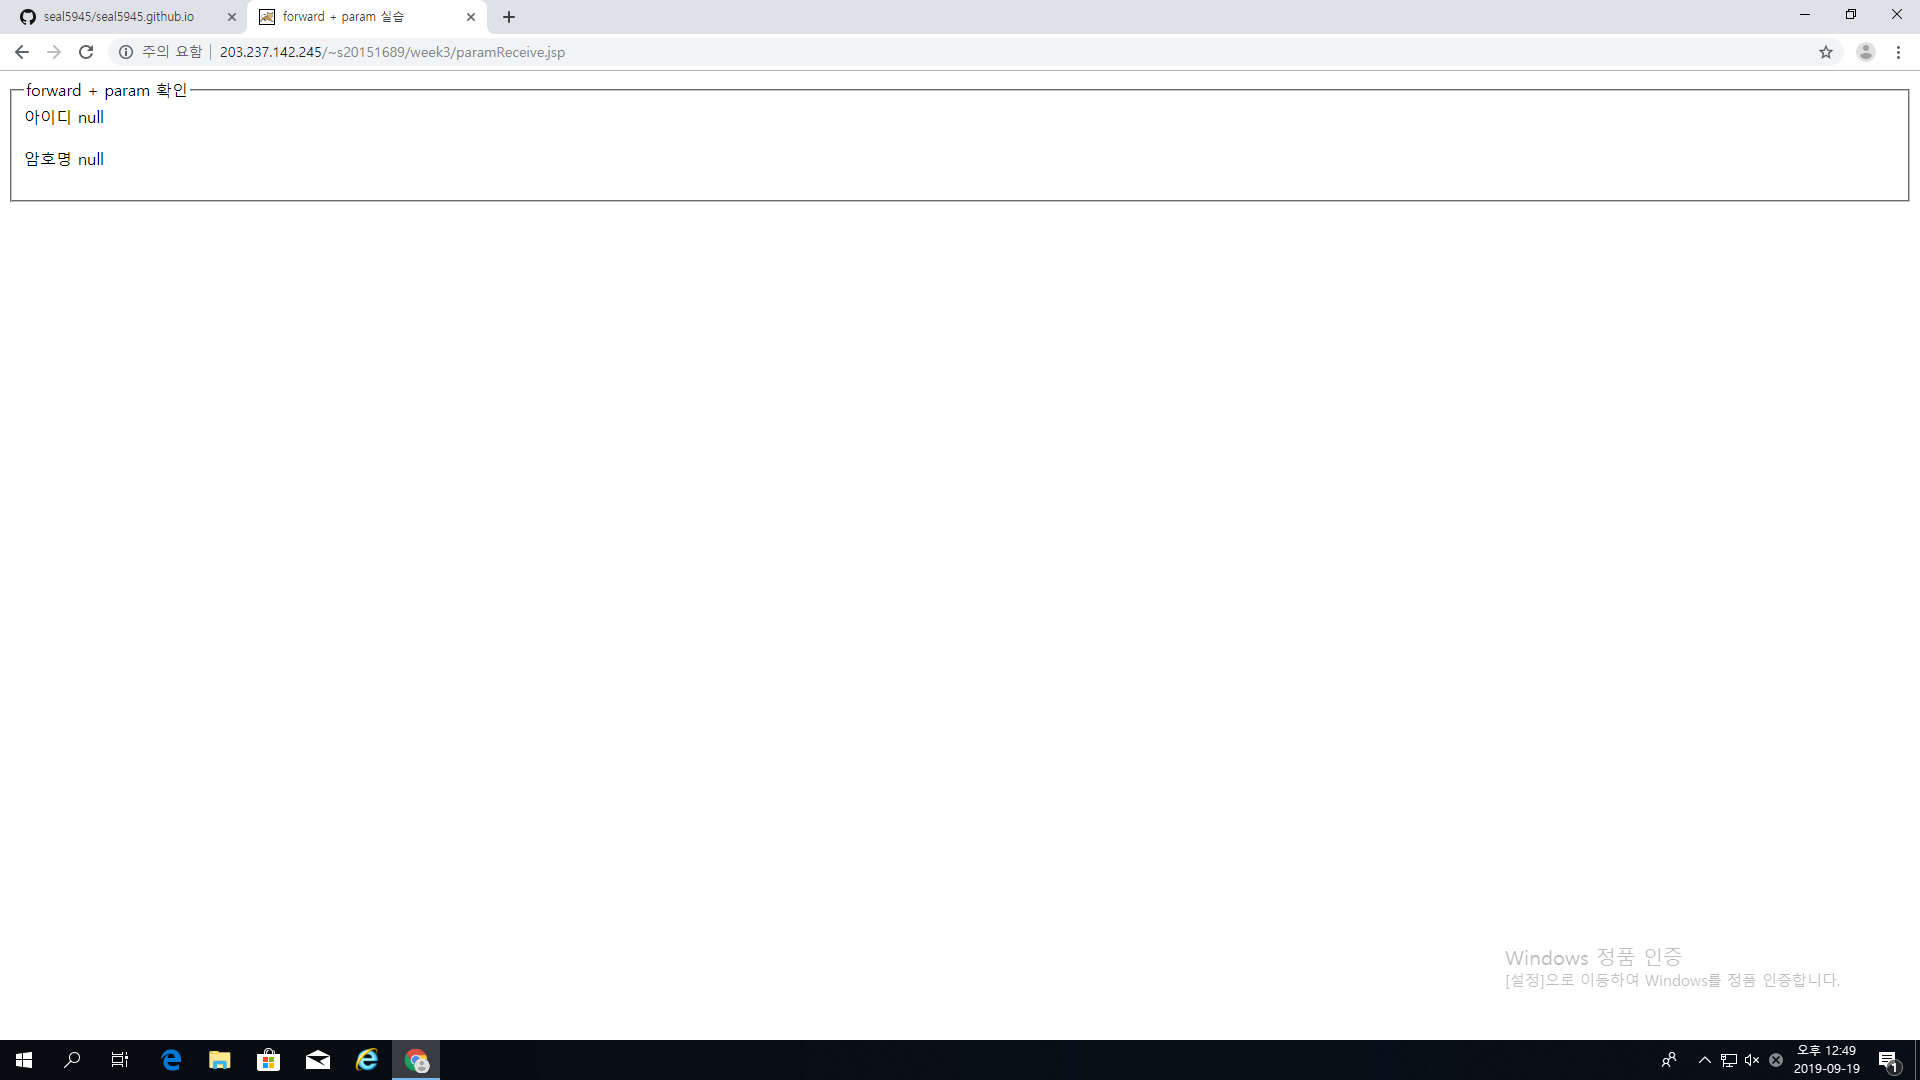 seal5945/seal5945.github.io
forward + param 실습
주의 요함
203.237.142.245/~s20151689/week3/paramReceive.jsp
forward + param 확인
아이디 null
암호명 null
Windows 정품 인증
[설정]으로 이동하여 Windows를 정품 인증합니다.
오후 12:49
2019-09-19
1